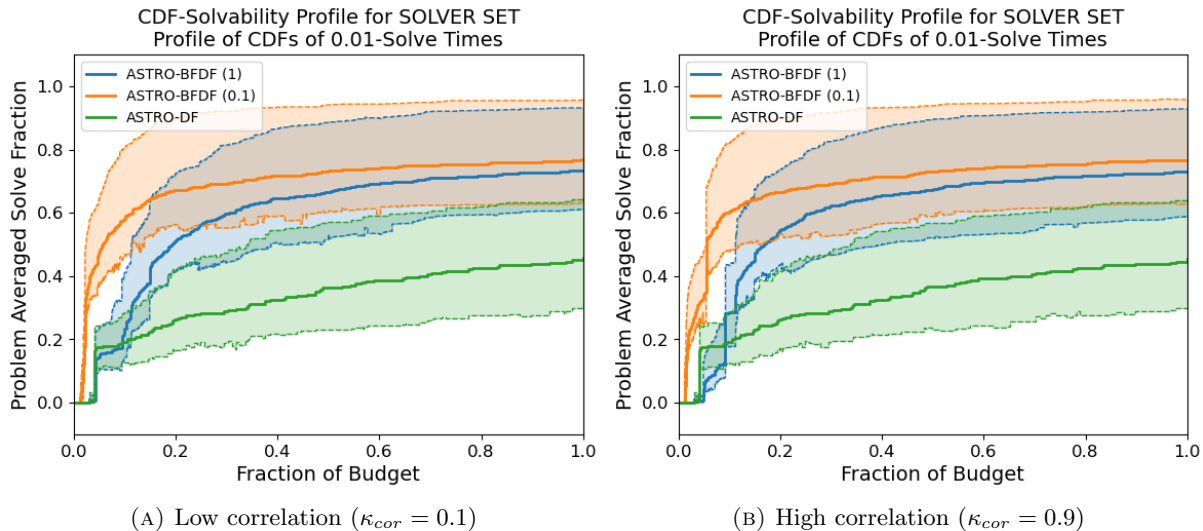 CDF-Solvability Profile for SOLVER SET
Profile of CDFs of 0.01-Solve Times
ASTRO-BFDF (1)
ASTRO-BFDF (0.1)
ASTRO-DF
Problem Averaged Solve Fraction
1.0
0.8
0.6
0.4
0.2
0.0
0.0 0.2 0.4 0.6 0.8 1.0
Fraction of Budget
(A) Low correlation (κcor = 0.1)
CDF-Solvability Profile for SOLVER SET
Profile of CDFs of 0.01-Solve Times
ASTRO-BFDF (1)
ASTRO-BFDF (0.1)
ASTRO-DF
Problem Averaged Solve Fraction
1.0
0.8
0.6
0.4
0.2
0.0
0.0 0.2 0.4 0.6 0.8 1.0
Fraction of Budget
(B) High correlation (κcor = 0.9)